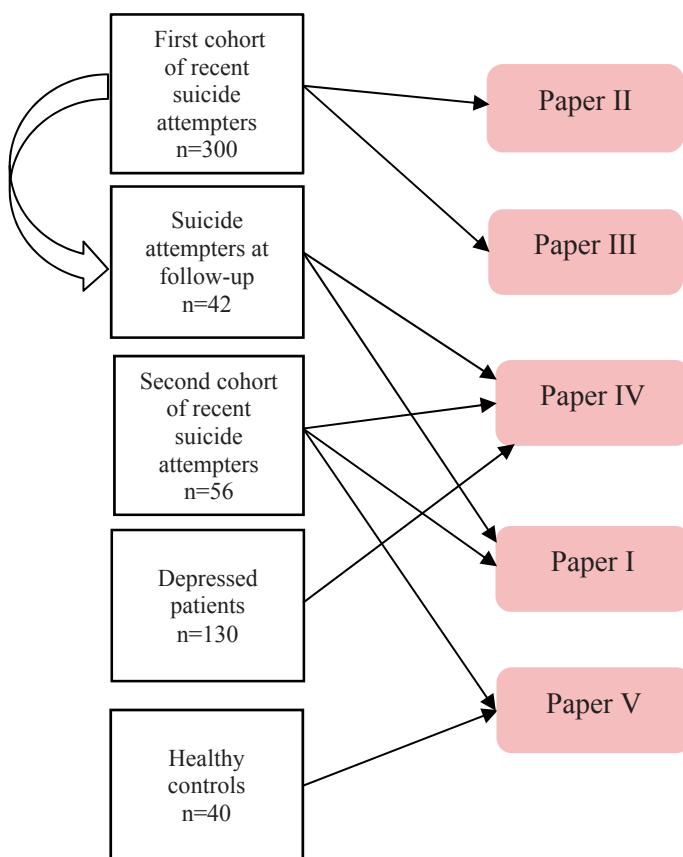 First cohort
of recent
suicide
attempters
n=300
Suicide
attempters at
follow-up
n=42
Second cohort
of recent
suicide
attempters
n=56
Depressed
patients
n=130
Healthy
controls
n=40
Paper II
Paper III
Paper IV
Paper I
Paper V